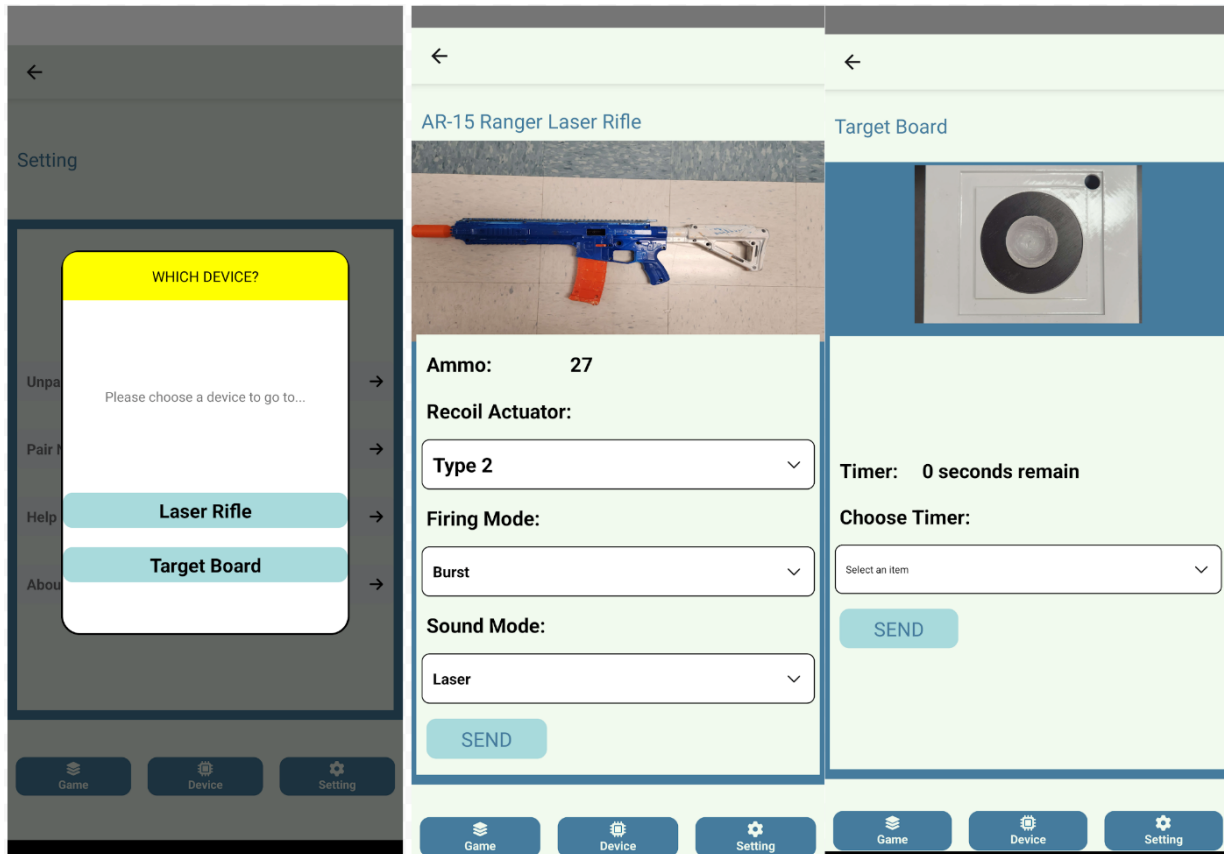 Setting
WHICH DEVICE?
Please choose a device to go to...
Unpa
Pair N
Help
Abou
Laser Rifle
Target Board
Game
Device
Setting
AR-15 Ranger Laser Rifle
Ammo: 27
Recoil Actuator:
Type 2
Firing Mode:
Burst
Sound Mode:
Laser
SEND
Game
Device
Setting
Target Board
Timer: 0 seconds remain
Choose Timer:
Select an item
SEND
Game
Device
Setting